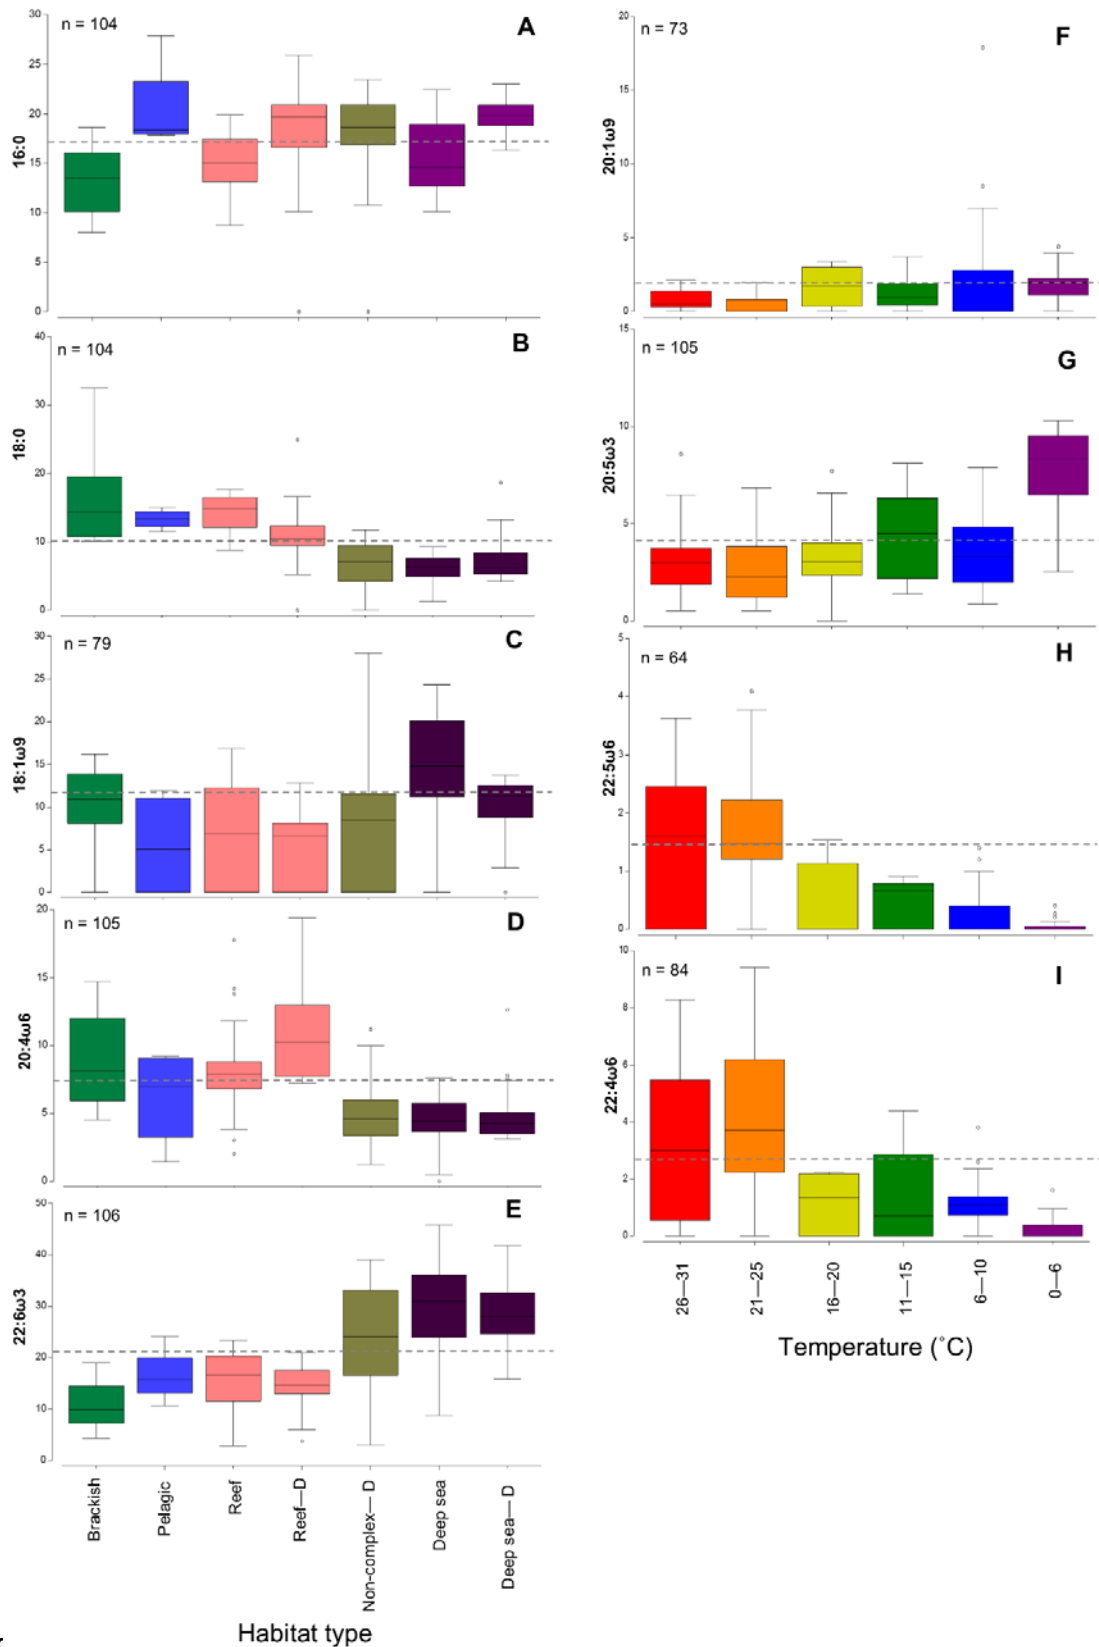 A
n = 104
30
25
20
15
10
5
0
16:0
B
n = 104
40
30
20
10
0
18:0
C
n = 79
30
25
20
15
10
5
0
18:1ω9
D
n = 105
20
15
10
5
0
20:4ω6
E
n = 106
50
40
30
20
10
0
22:6ω3
Brackish
Pelagic
Reef
Reef—D
Non-complex— D
Deep sea
Deep sea— D
Habitat type
F
n = 73
20
15
10
5
0
20:1ω9
G
n = 105
15
10
5
0
20:5ω3
H
n = 64
5
4
3
2
1
0
22:5ω6
I
n = 84
10
8
6
4
2
0
22:4ω6
26—31
21—25
16—20
11—15
6—10
0—6
Temperature (˚C)